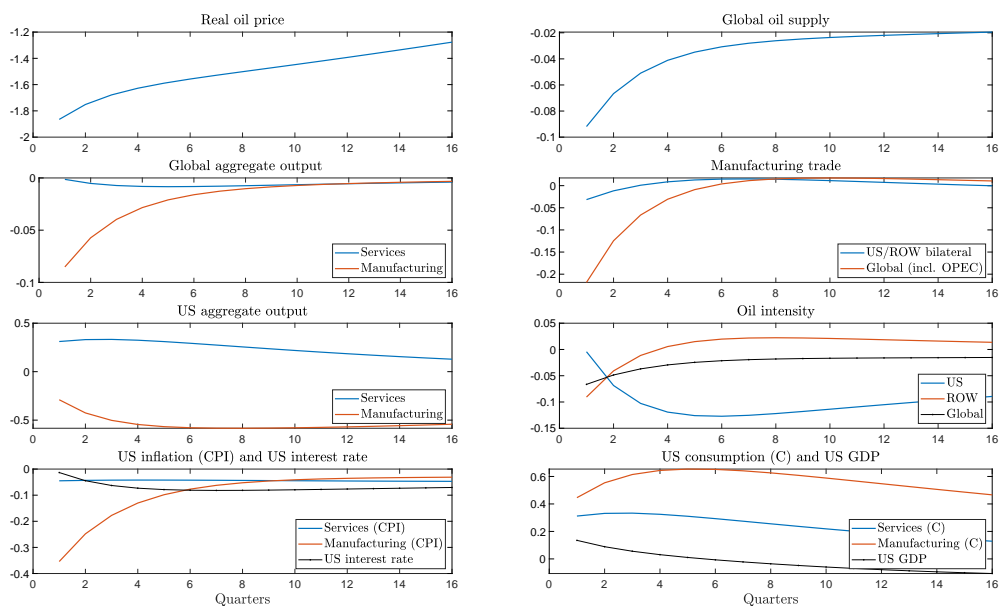 Real oil price
-1.2
-1.4
-1.6
-1.8
-2
0 2 4 6 8 10 12 14 16
Global oil supply
-0.02
-0.04
-0.06
-0.08
-0.1
0 2 4 6 8 10 12 14 16
Global aggregate output
0
-0.05
-0.1
Services
Manufacturing
0 2 4 6 8 10 12 14 16
Manufacturing trade
0
-0.05
-0.1
-0.15
-0.2
US/ROW bilateral
Global (incl. OPEC)
0 2 4 6 8 10 12 14 16
US aggregate output
0.5
0
-0.5
Services
Manufacturing
0 2 4 6 8 10 12 14 16
Oil intensity
0.05
0
-0.05
-0.1
-0.15
US
ROW
Global
0 2 4 6 8 10 12 14 16
US inflation (CPI) and US interest rate
0
-0.1
-0.2
-0.3
-0.4
Services (CPI)
Manufacturing (CPI)
US interest rate
0 2 4 6 8 10 12 14 16
Quarters
US consumption (C) and US GDP
0.6
0.4
0.2
0
Services (C)
Manufacturing (C)
US GDP
0 2 4 6 8 10 12 14 16
Quarters